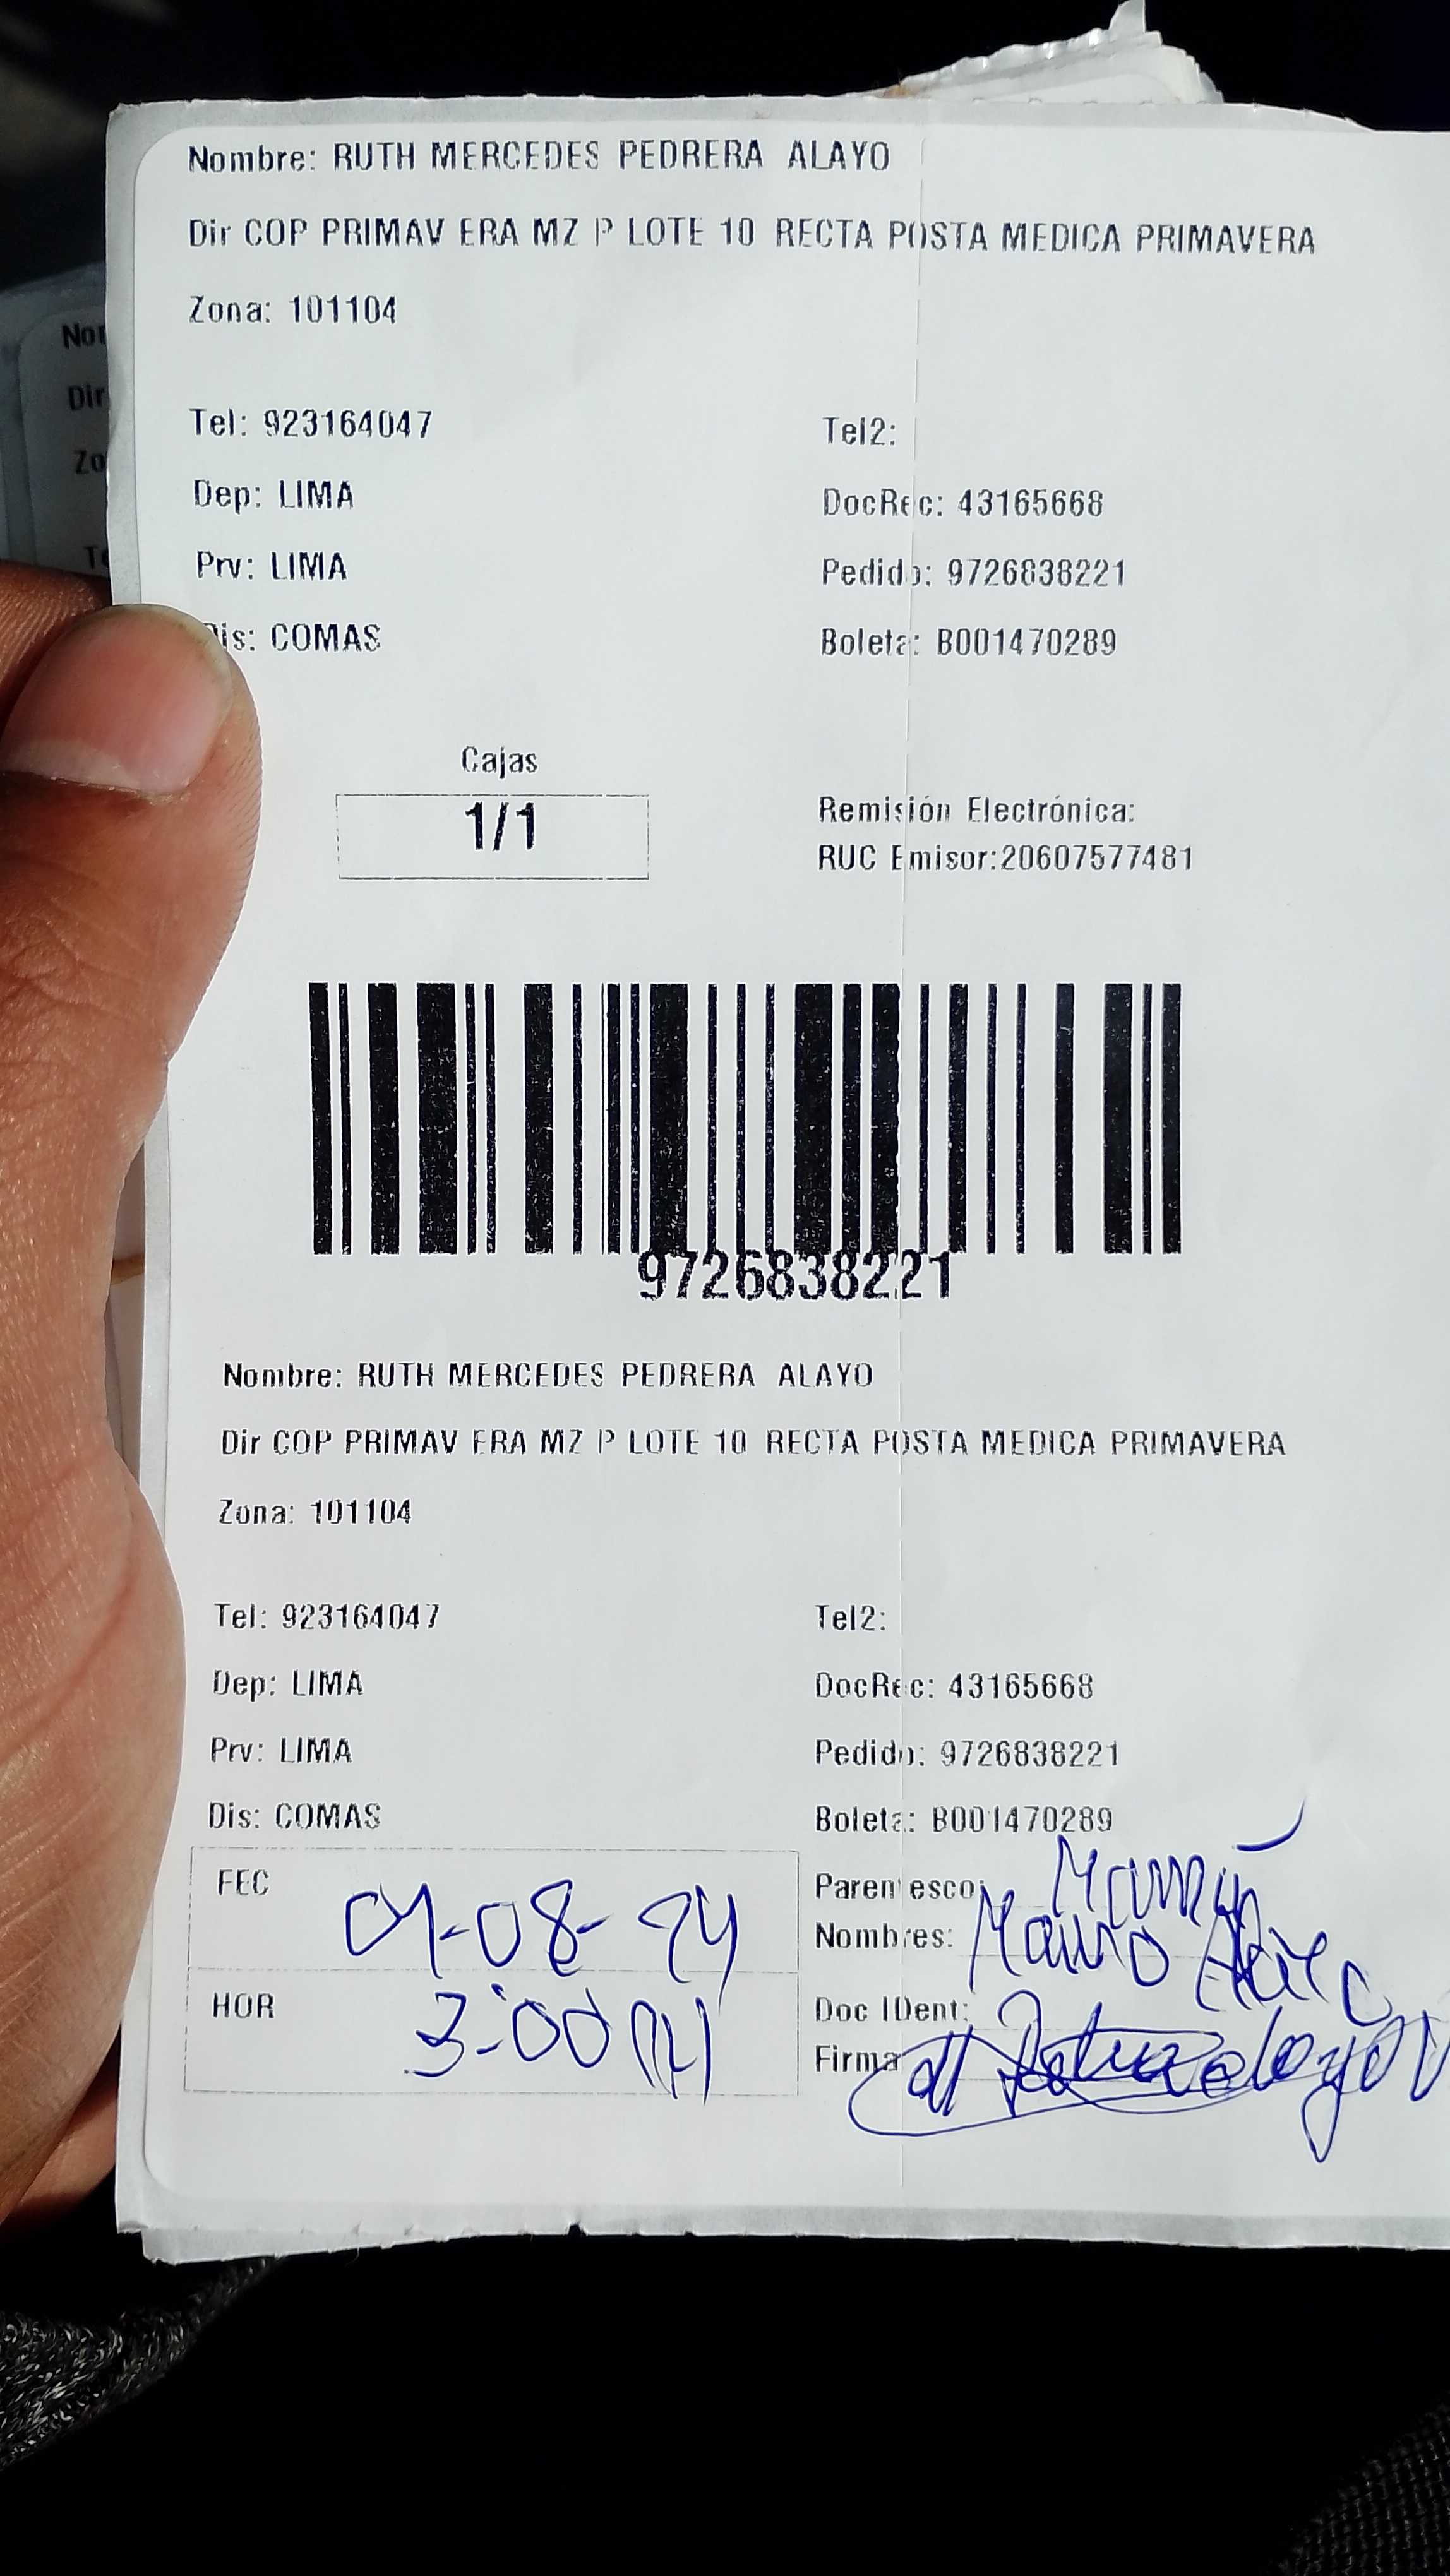 Nombre: RUTH MERCEDES PEDRERA ALAYO
Dir COP PRIMAV ERA MZ P LOTE 10 RECTA POSTA MEDICA PRIMAVERA
Zona: 101104
Tel: 923164047 Tel2:
Dep: LIMA DocRec: 43165668
Prv: LIMA Pedido: 9726838221
Dis: COMAS Boleta: B001470289
Cajas
1/1
Remisión Electrónica:
RUC Emisor:20607577481
9726838221
Nombre: RUTH MERCEDES PEDRERA ALAYO
Dir COP PRIMAV ERA MZ P LOTE 10 RECTA POSTA MEDICA PRIMAVERA
Zona: 101104
Tel: 923164047 Tel2:
Dep: LIMA DocRec: 43165668
Prv: LIMA Pedido: 9726838221
Dis: COMAS Boleta: B001470289
FEC
Parentesco: Mamá
Nombres:
HOR 3:00
Doc IDent:
Firma
Nor
Dir
Zo